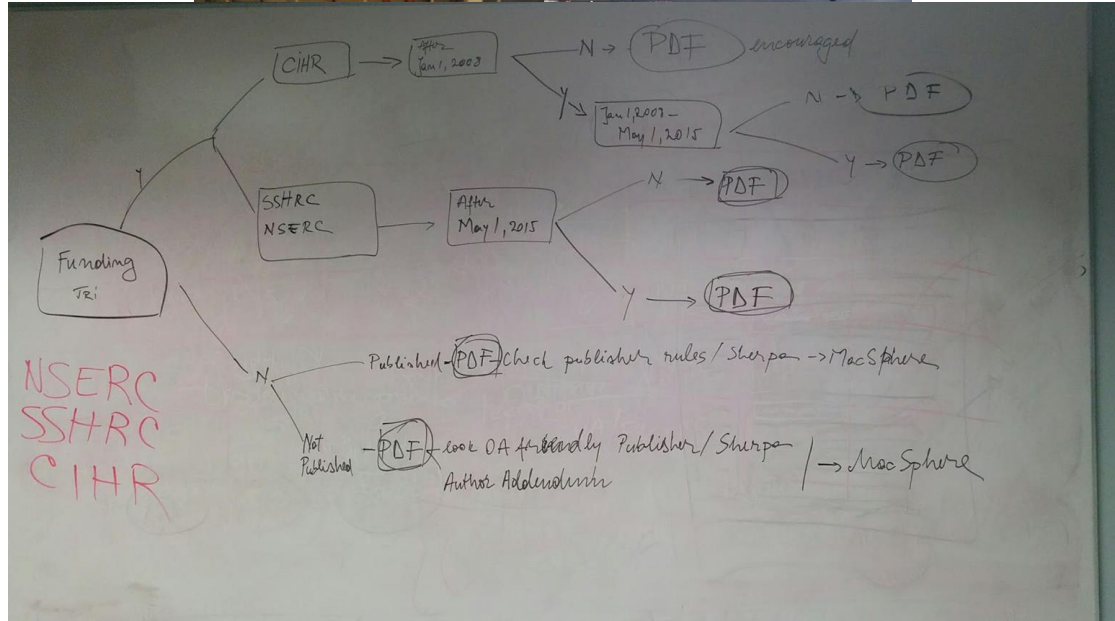 CIHR
After
Jan 1, 2008
N → PDF encouraged
Y
Jan 1, 2008 –
May 1, 2015
N → PDF
Y → PDF
Y
SSHRC
NSERC
After
May 1, 2015
N → PDF
Y → PDF
Funding
Tri
N
Published - PDF - Check publisher rules / Sherpa → MacSphere
Not
Published
- PDF - look OA friendly Publisher / Sherpa
Author Addendum
→ MacSphere
NSERC
SSHRC
CIHR